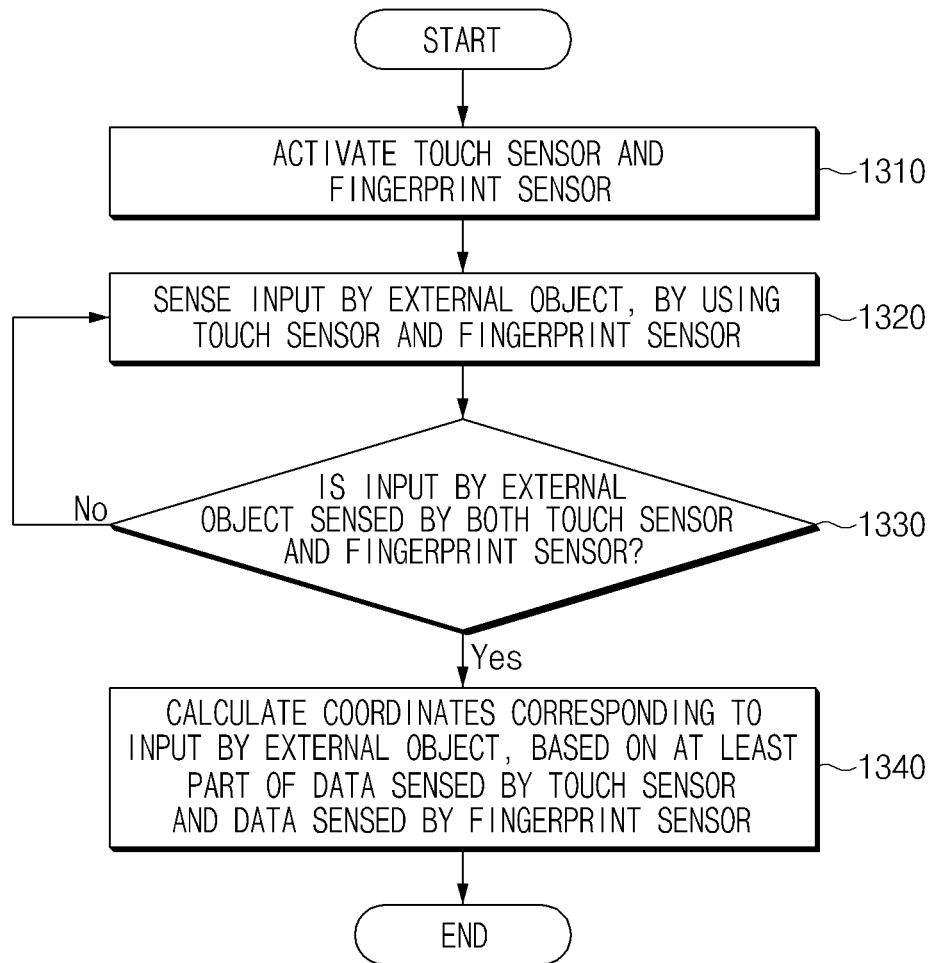 START
ACTIVATE TOUCH SENSOR AND
FINGERPRINT SENSOR
1310
SENSE INPUT BY EXTERNAL OBJECT, BY USING
TOUCH SENSOR AND FINGERPRINT SENSOR
1320
IS INPUT BY EXTERNAL
OBJECT SENSED BY BOTH TOUCH SENSOR
AND FINGERPRINT SENSOR?
1330
No
Yes
CALCULATE COORDINATES CORRESPONDING TO
INPUT BY EXTERNAL OBJECT, BASED ON AT LEAST
PART OF DATA SENSED BY TOUCH SENSOR
AND DATA SENSED BY FINGERPRINT SENSOR
1340
END